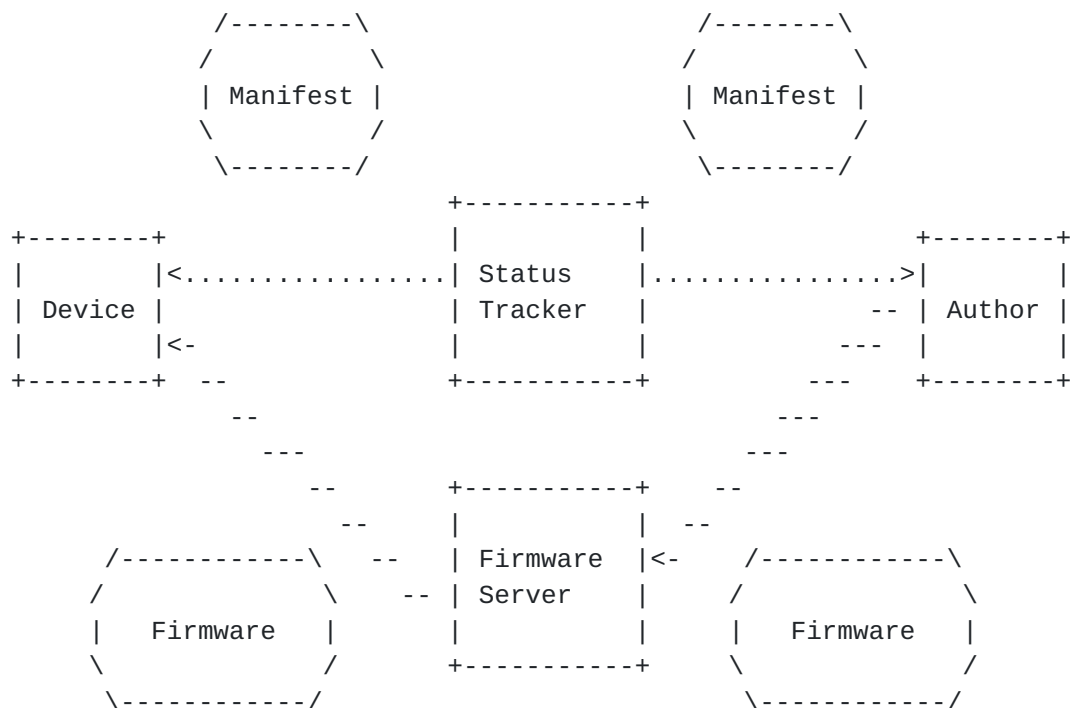 Manifest Manifest
Status
Device Tracker Author
Firmware
Server
Firmware Firmware